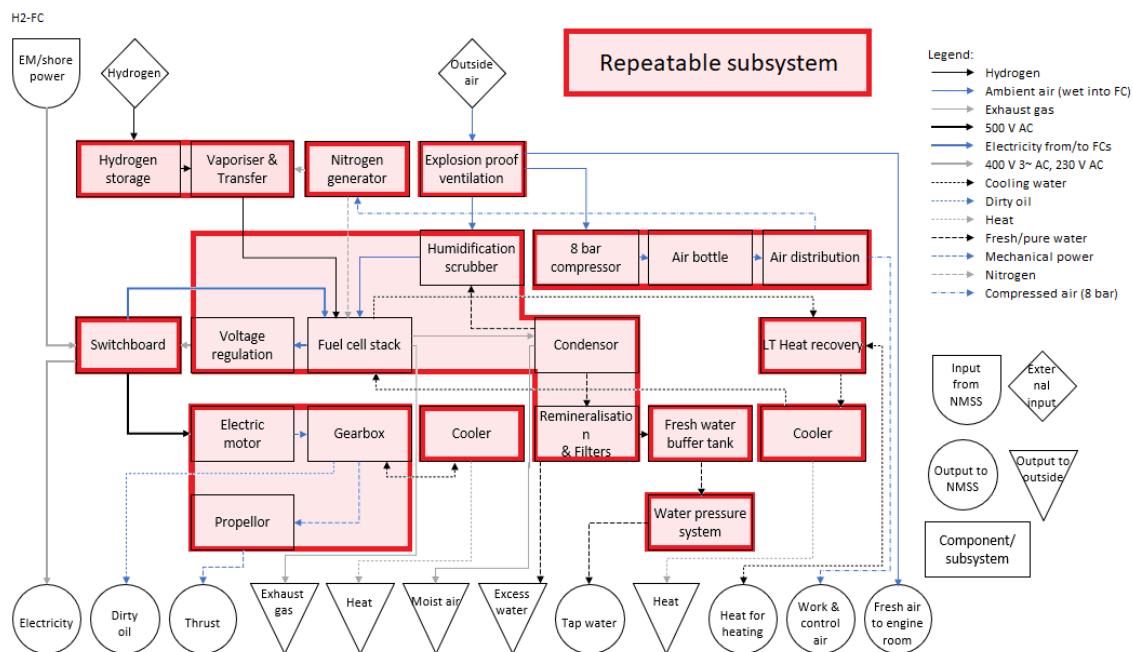 H2-FC
EM/shore
power
Hydrogen
Outside
air
Repeatable subsystem
Legend:
Hydrogen
Ambient air (wet into FC)
Exhaust gas
500 V AC
Electricity from/to FCs
400 V 3~ AC, 230 V AC
Cooling water
Dirty oil
Heat
Fresh/pure water
Mechanical power
Nitrogen
Compressed air (8 bar)
Hydrogen
storage
Vaporiser &
Transfer
Nitrogen
generator
Explosion proof
ventilation
Humidification
scrubber
8 bar
compressor
Air bottle
Air distribution
Switchboard
Voltage
regulation
Fuel cell stack
Condensor
LT Heat recovery
Electric
motor
Gearbox
Cooler
Remineralisatio
n
& Filters
Fresh water
buffer tank
Cooler
Propellor
Water pressure
system
Input
from
NMSS
Exter
nal
input
Output to
NMSS
Output to
outside
Component/
subsystem
Electricity
Dirty
oil
Thrust
Exhaust
gas
Heat
Moist air
Excess
water
Tap water
Heat
Heat for
heating
Work &
control
air
Fresh air
to engine
room